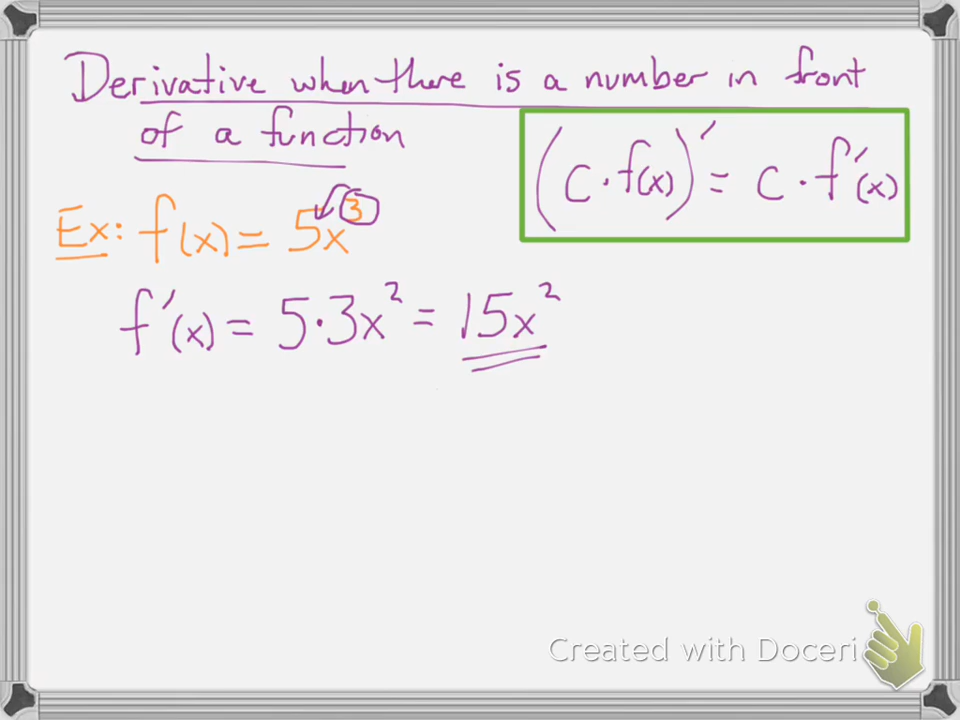 Derivative when there is a number in front
of a function
(c·f(x))′ = c·f′(x)
Ex: f(x) = 5x³
f′(x) = 5·3x² = 15x²
Created with Doceri